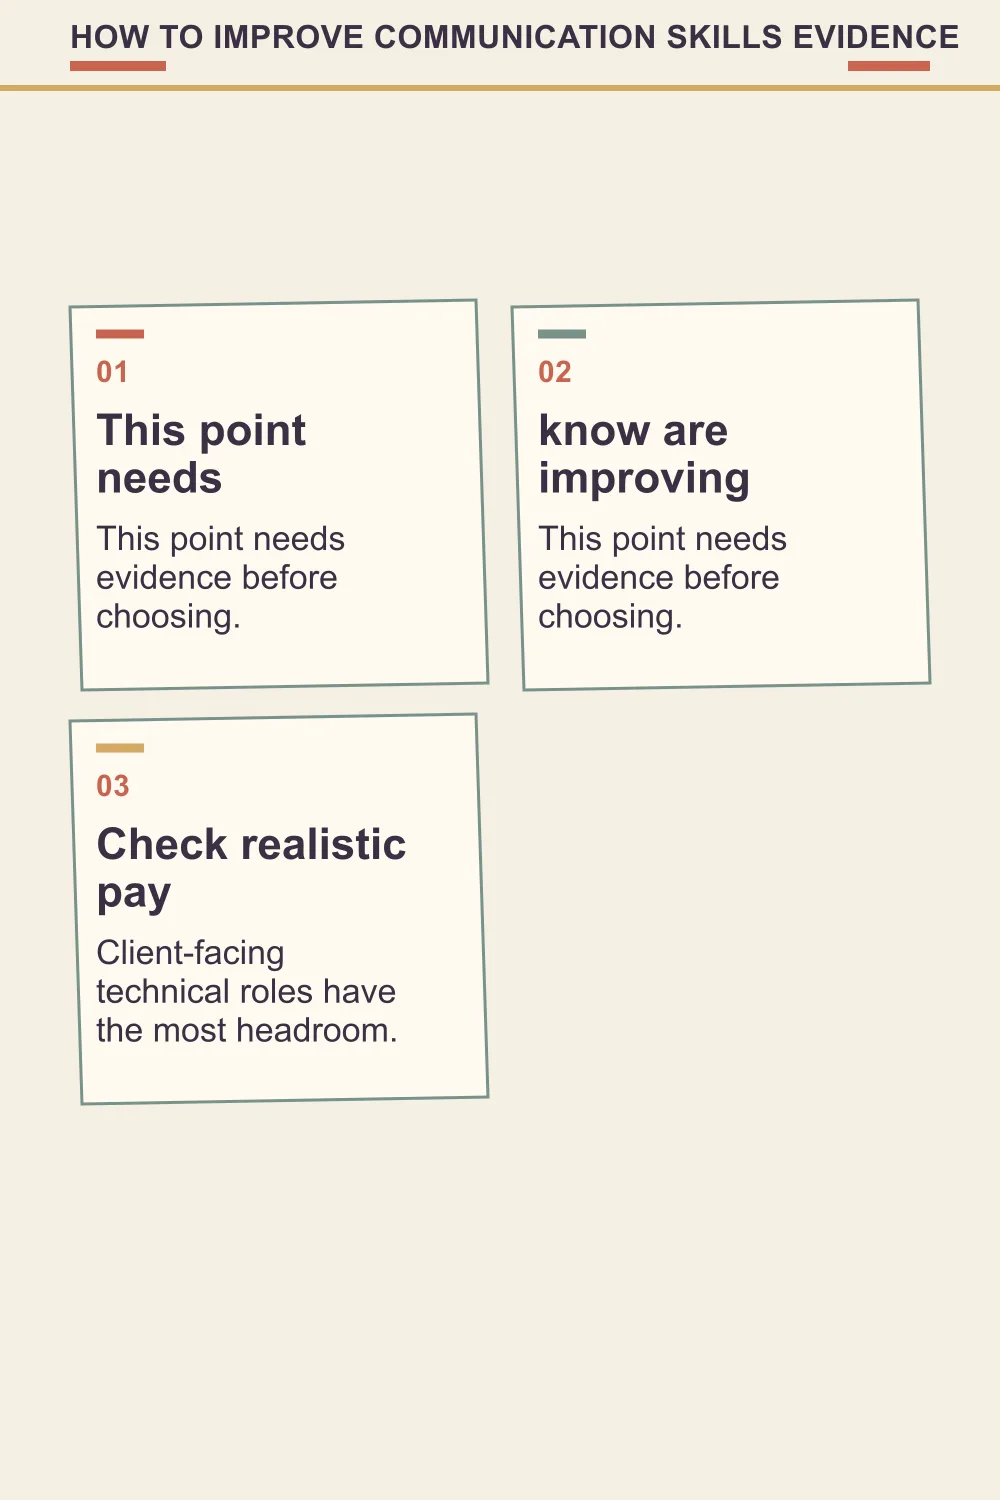 HOW TO IMPROVE COMMUNICATION SKILLS EVIDENCE
01
This point
needs
This point needs
evidence before
choosing.
02
know are
improving
This point needs
evidence before
choosing.
03
Check realistic
pay
Client-facing
technical roles have
the most headroom.